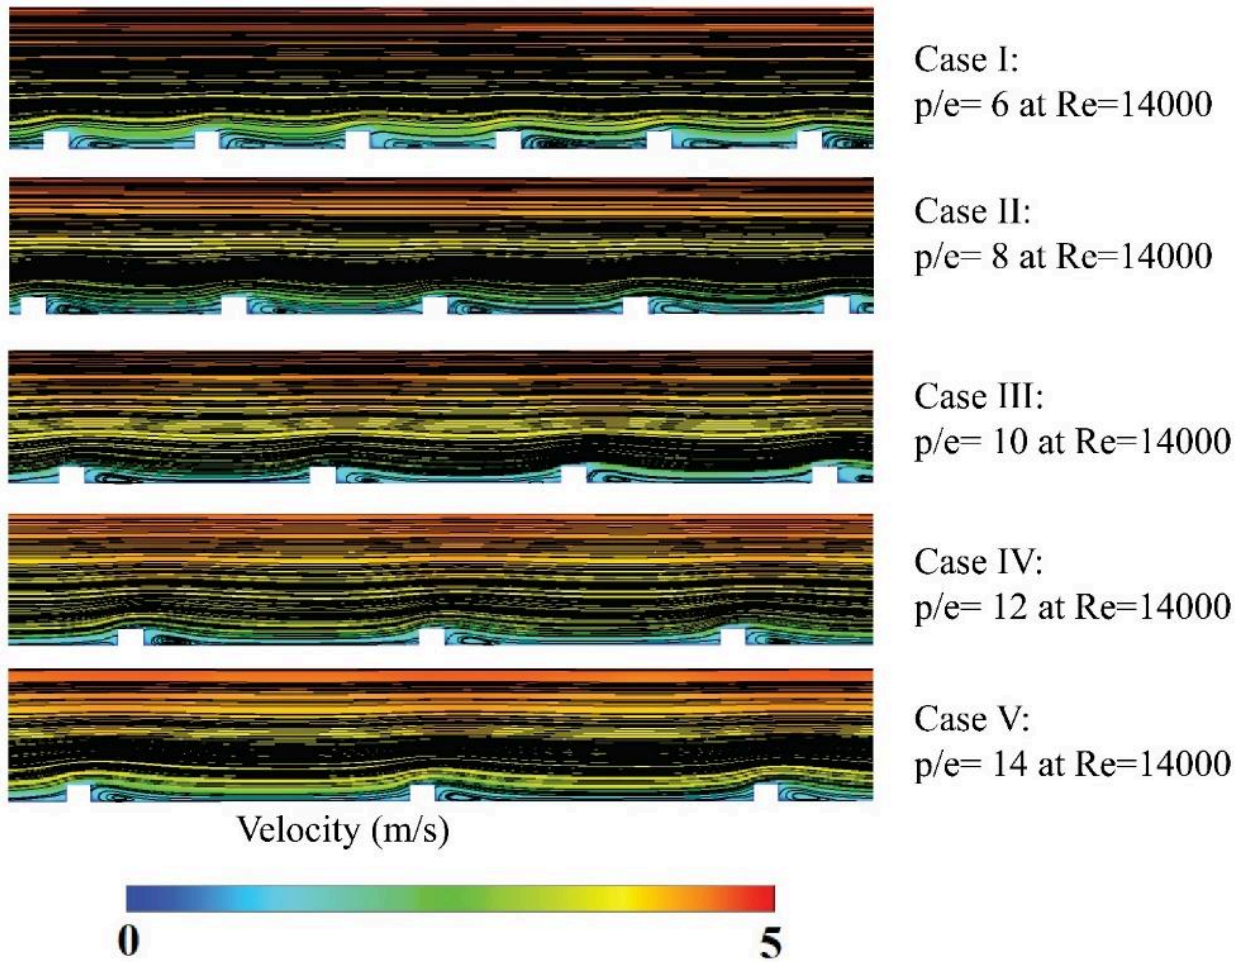 Case I:
p/e= 6 at Re=14000
Case II:
p/e= 8 at Re=14000
Case III:
p/e= 10 at Re=14000
Case IV:
p/e= 12 at Re=14000
Case V:
p/e= 14 at Re=14000
Velocity (m/s)
0 5